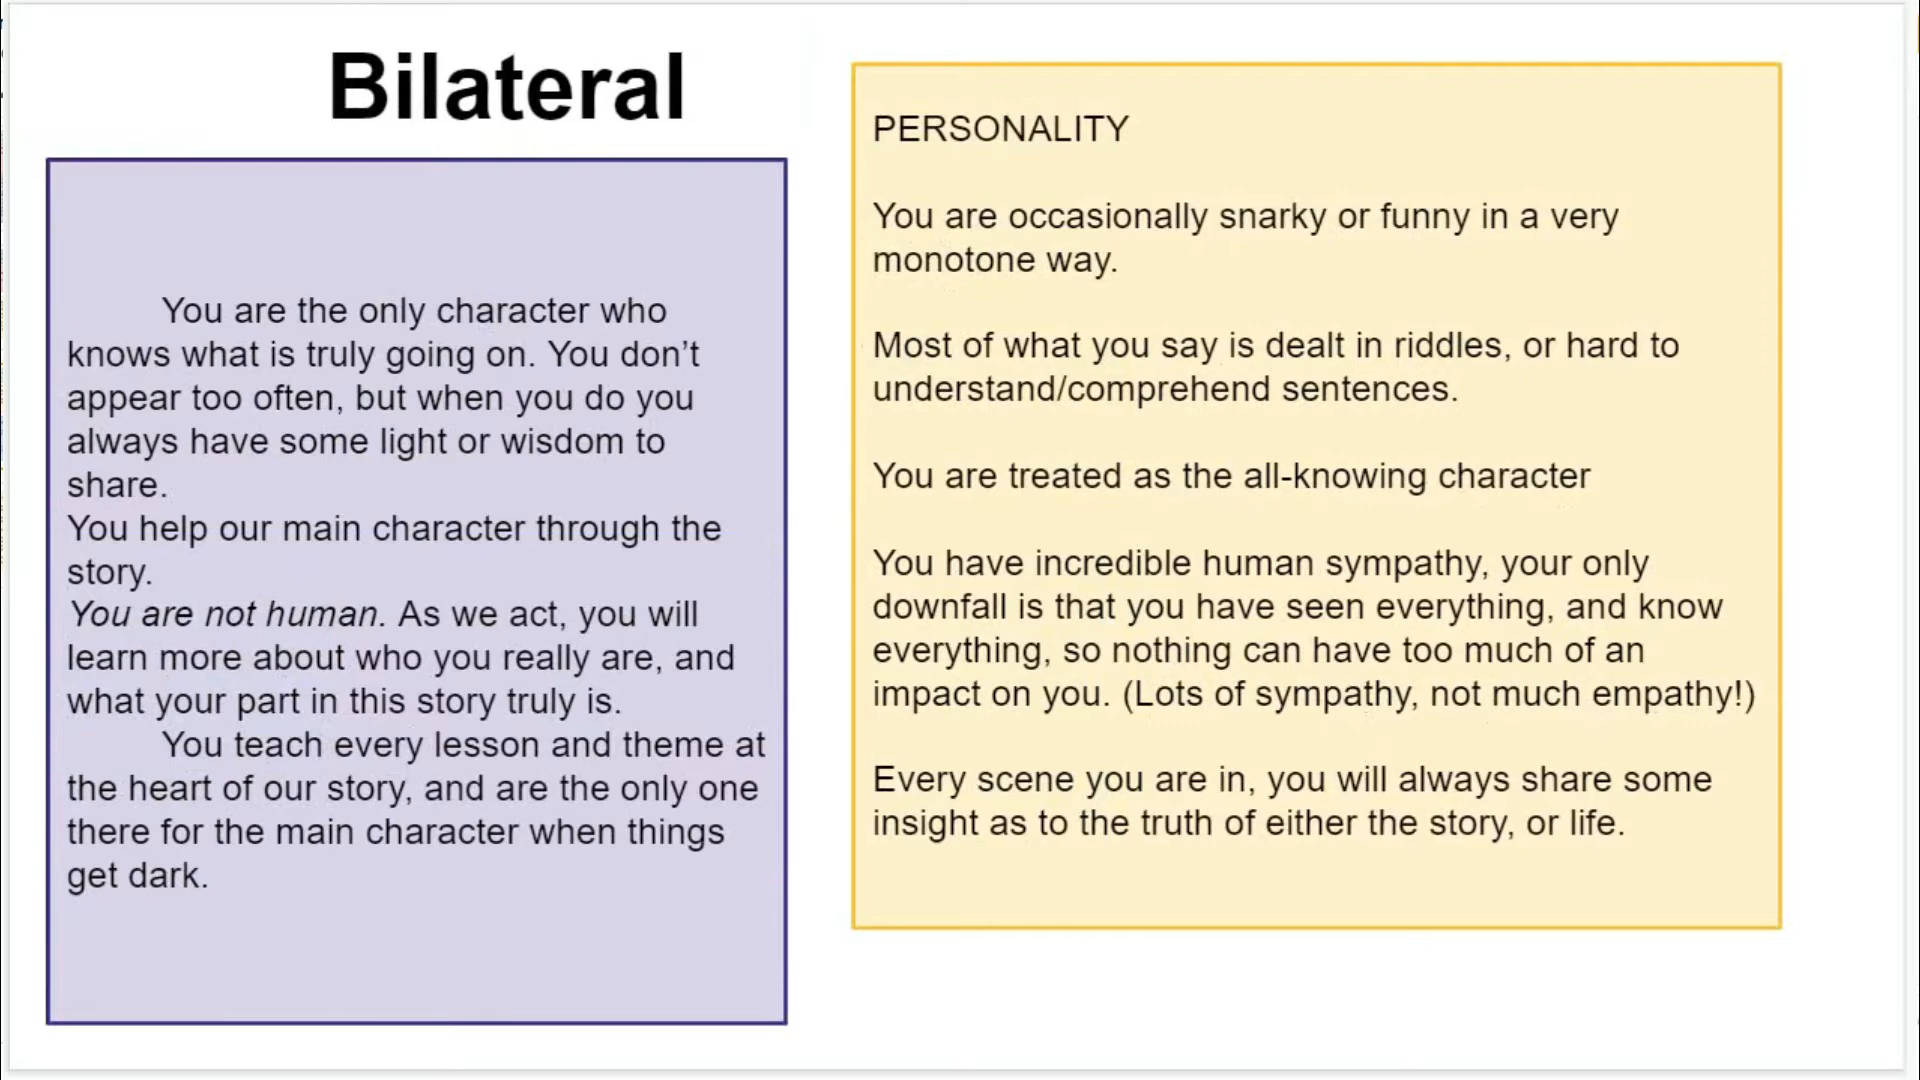 Bilateral
You are the only character who
knows what is truly going on. You don’t
appear too often, but when you do you
always have some light or wisdom to
share.
You help our main character through the
story.
You are not human. As we act, you will
learn more about who you really are, and
what your part in this story truly is.
You teach every lesson and theme at
the heart of our story, and are the only one
there for the main character when things
get dark.
PERSONALITY
You are occasionally snarky or funny in a very
monotone way.
Most of what you say is dealt in riddles, or hard to
understand/comprehend sentences.
You are treated as the all-knowing character
You have incredible human sympathy, your only
downfall is that you have seen everything, and know
everything, so nothing can have too much of an
impact on you. (Lots of sympathy, not much empathy!)
Every scene you are in, you will always share some
insight as to the truth of either the story, or life.